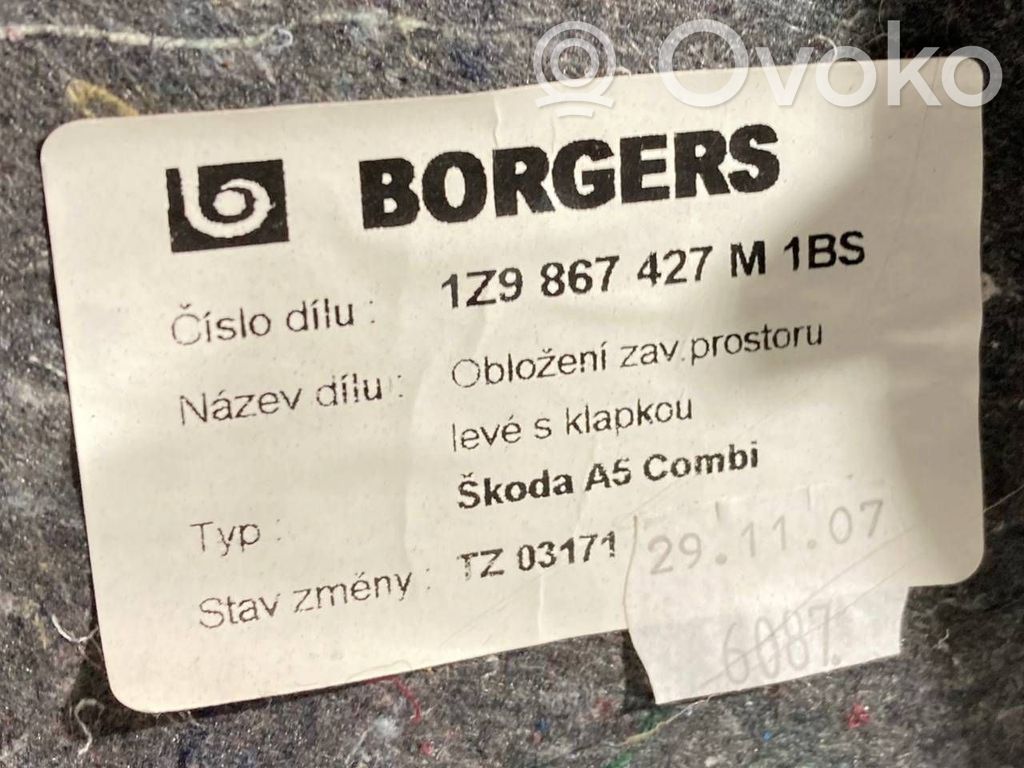 Ovoko
BORGERS
Číslo dílu : 1Z9 867 427 M 1BS
Název dílu : Obložení zav.prostoru
levé s klapkou
Typ : Škoda A5 Combi
Stav změny : TZ 03171 29.11.07
6087.